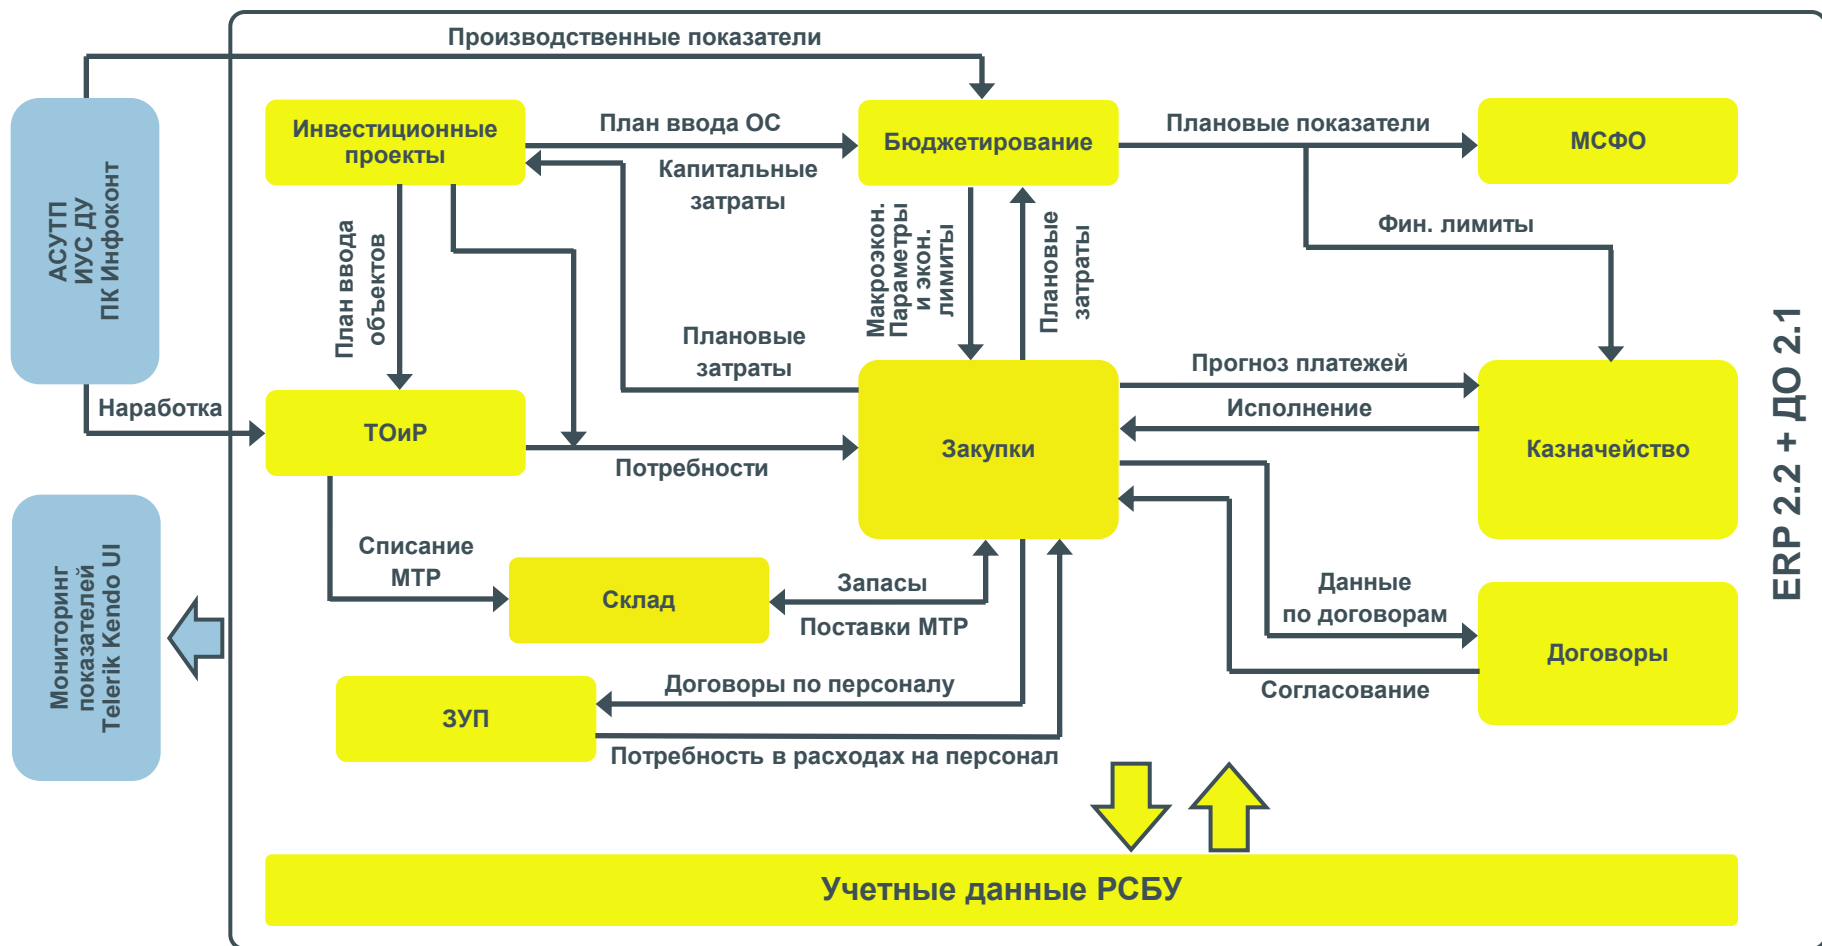 Производственные показатели
АСУТП
ИУС ДУ
ПК Инфоконт
Инвестиционные
проекты
План ввода ОС
Капитальные
затраты
Бюджетирование
Плановые показатели
МСФО
Фин. лимиты
План ввода
объектов
Макроэкон.
Параметры
и экон.
лимиты
Плановые
затраты
Плановые
затраты
Наработка
ТОиР
Потребности
Закупки
Прогноз платежей
Исполнение
Казначейство
ERP 2.2 + ДО 2.1
Мониторинг
показателей
Telerik Kendo UI
Списание
МТР
Склад
Запасы
Поставки МТР
Данные
по договорам
Договоры
Согласование
Договоры по персоналу
ЗУП
Потребность в расходах на персонал
Учетные данные РСБУ